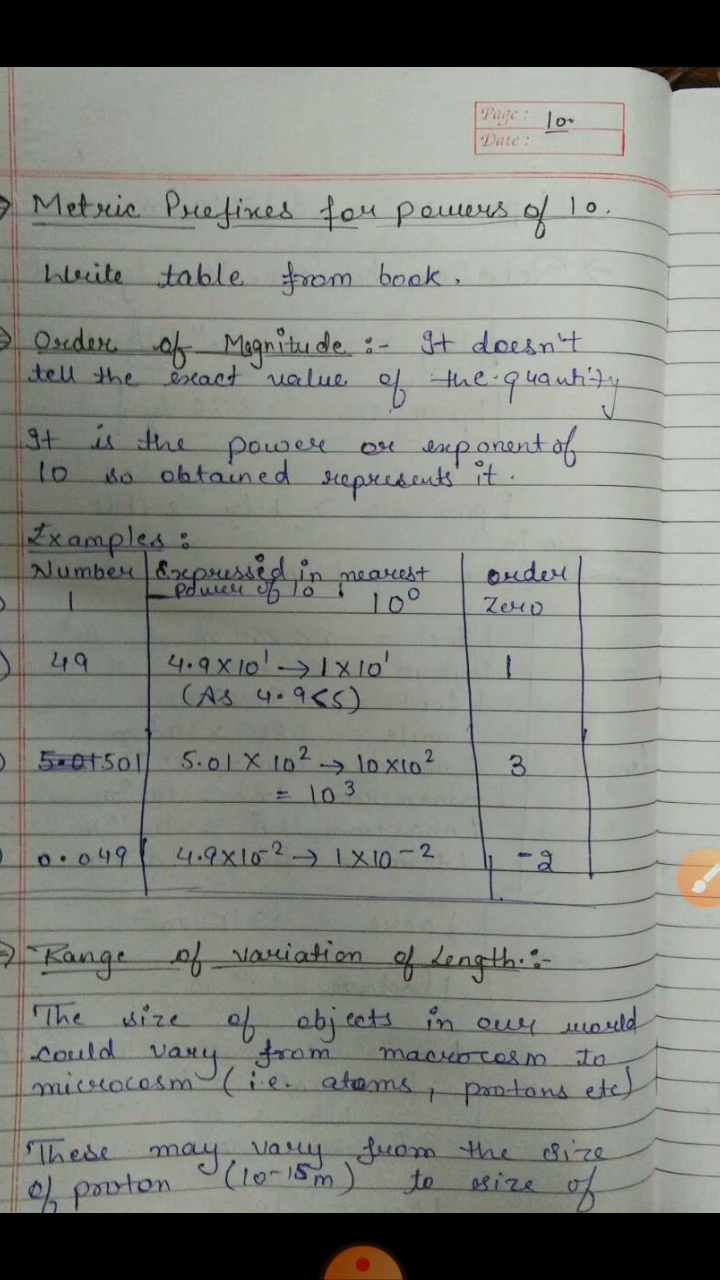 Page: 10.
Date:
Metric Prefixes for powers of 10.
Write table from book.
Order of Magnitude :- It doesn't
tell the exact value of the quantity
It is the power or exponent of
10 so obtained represents it.
Examples :
Number Expressed in nearest order
power of 10
1 10⁰ zero
49 4.9×10¹ → 1×10¹ 1
(As 4.9<5)
5.01 501 5.01 × 10² → 10×10² 3
= 10³
0.049 4.9×10⁻² → 1×10⁻² -2
Range of variation of Length.:-
The size of objects in our world
could vary from macrocosm to
microcosm (i.e. atoms, protons etc)
These may vary from the size
of proton (10⁻¹⁵m) to size of